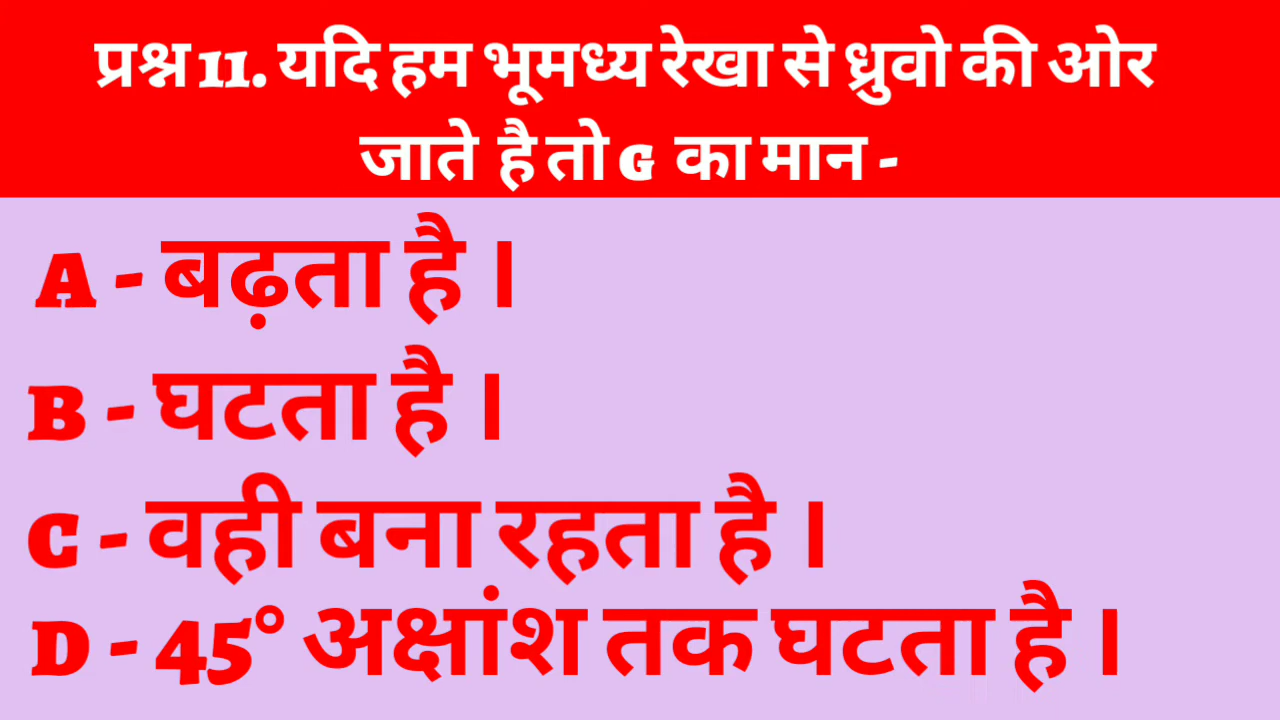 प्रश्न 11. यदि हम भूमध्य रेखा से ध्रुवो की ओर
जाते है तो G का मान -
A - बढ़ता है ।
B - घटता है ।
C - वही बना रहता है ।
D - 45° अक्षांश तक घटता है ।